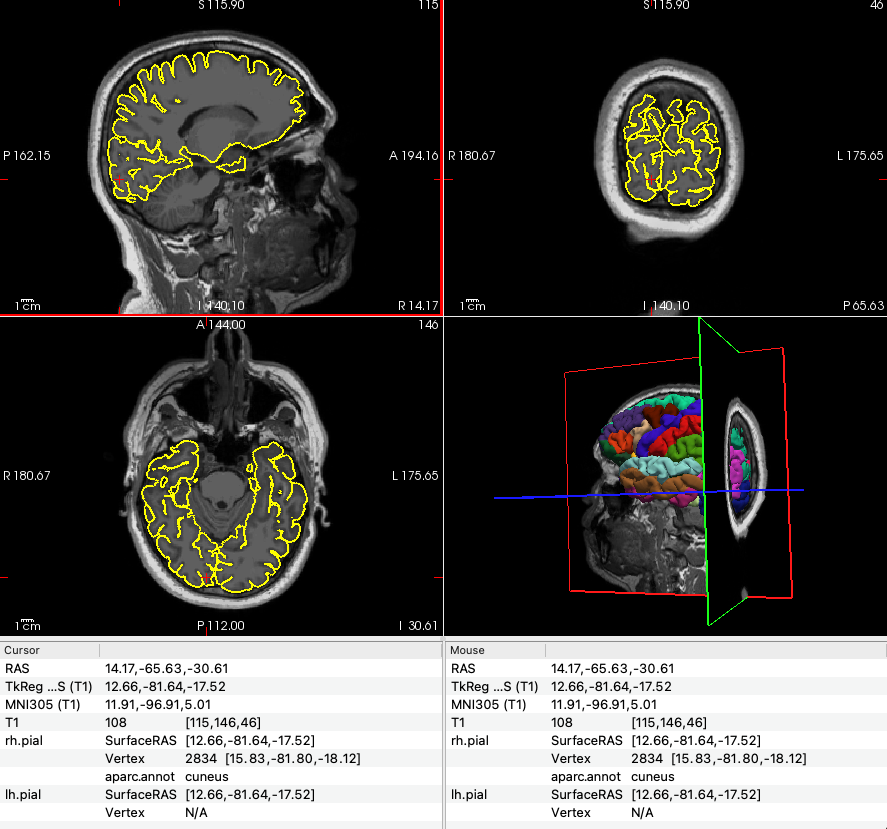 S 115.90
115
P 162.15
A 194.16
1 cm
I 140.10
R 14.17
S 115.90
46
R 180.67
L 175.65
1 cm
I 140.10
P 65.63
A 144.00
146
R 180.67
L 175.65
1 cm
P 112.00
I 30.61
Cursor
RAS 14.17,-65.63,-30.61
TkReg ...S (T1) 12.66,-81.64,-17.52
MNI305 (T1) 11.91,-96.91,5.01
T1 108 [115,146,46]
rh.pial SurfaceRAS [12.66,-81.64,-17.52]
Vertex 2834 [15.83,-81.80,-18.12]
aparc.annot cuneus
lh.pial SurfaceRAS [12.66,-81.64,-17.52]
Vertex N/A
Mouse
RAS 14.17,-65.63,-30.61
TkReg ...S (T1) 12.66,-81.64,-17.52
MNI305 (T1) 11.91,-96.91,5.01
T1 108 [115,146,46]
rh.pial SurfaceRAS [12.66,-81.64,-17.52]
Vertex 2834 [15.83,-81.80,-18.12]
aparc.annot cuneus
lh.pial SurfaceRAS [12.66,-81.64,-17.52]
Vertex N/A